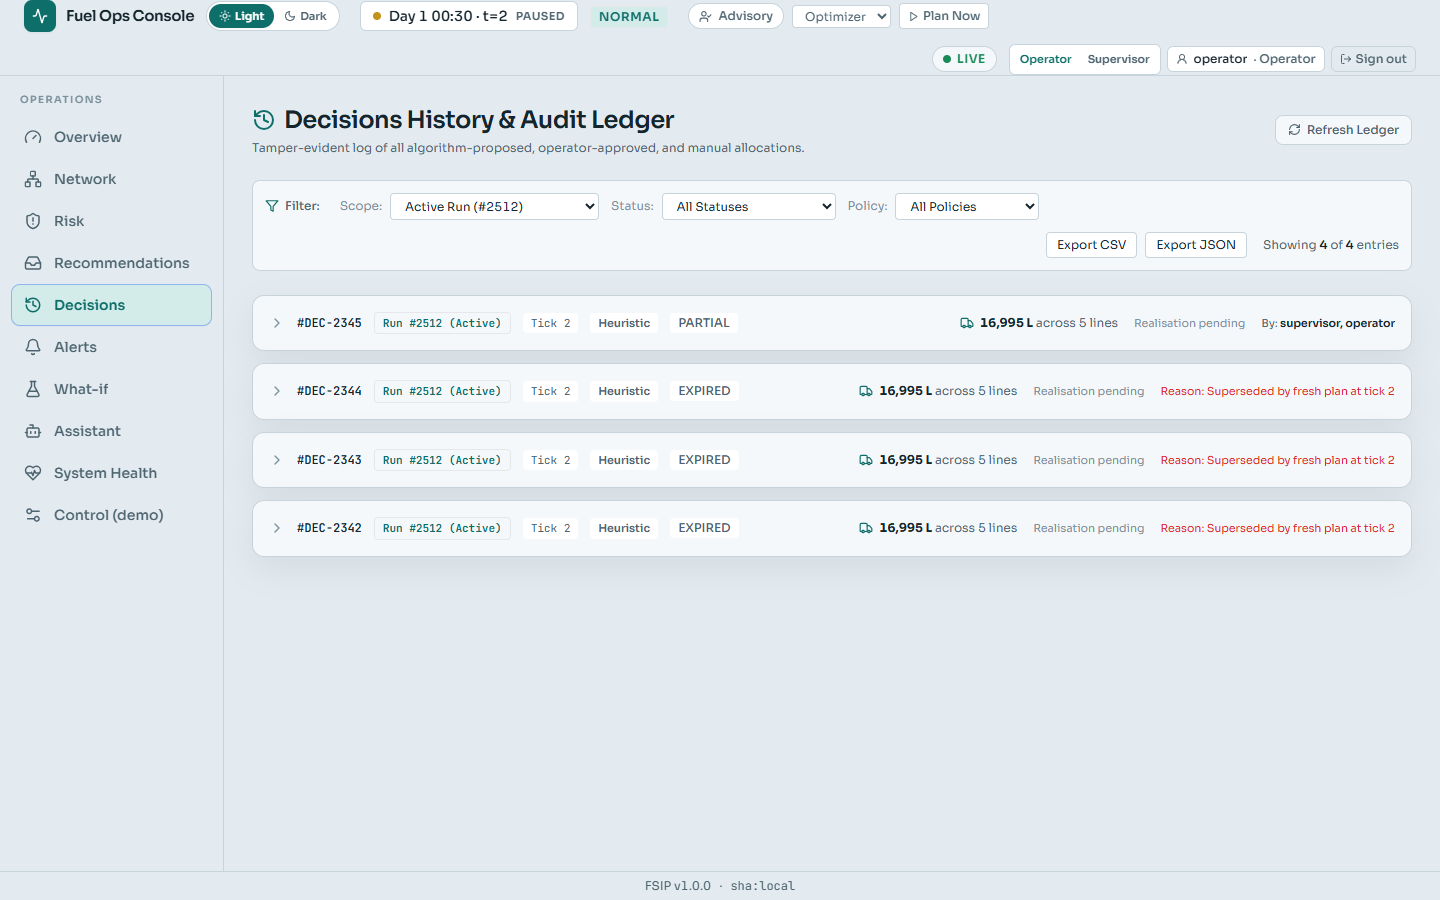 Fuel Ops Console Light Dark Day 1 00:30 · t=2 PAUSED NORMAL Advisory Optimizer Plan Now
LIVE Operator Supervisor operator · Operator Sign out
OPERATIONS
Overview
Network
Risk
Recommendations
Decisions
Alerts
What-if
Assistant
System Health
Control (demo)
Decisions History & Audit Ledger
Tamper-evident log of all algorithm-proposed, operator-approved, and manual allocations.
Refresh Ledger
Filter: Scope: Active Run (#2512) Status: All Statuses Policy: All Policies
Export CSV Export JSON Showing 4 of 4 entries
#DEC-2345 Run #2512 (Active) Tick 2 Heuristic PARTIAL 16,995 L across 5 lines Realisation pending By: supervisor, operator
#DEC-2344 Run #2512 (Active) Tick 2 Heuristic EXPIRED 16,995 L across 5 lines Realisation pending Reason: Superseded by fresh plan at tick 2
#DEC-2343 Run #2512 (Active) Tick 2 Heuristic EXPIRED 16,995 L across 5 lines Realisation pending Reason: Superseded by fresh plan at tick 2
#DEC-2342 Run #2512 (Active) Tick 2 Heuristic EXPIRED 16,995 L across 5 lines Realisation pending Reason: Superseded by fresh plan at tick 2
FSIP v1.0.0 · sha:local